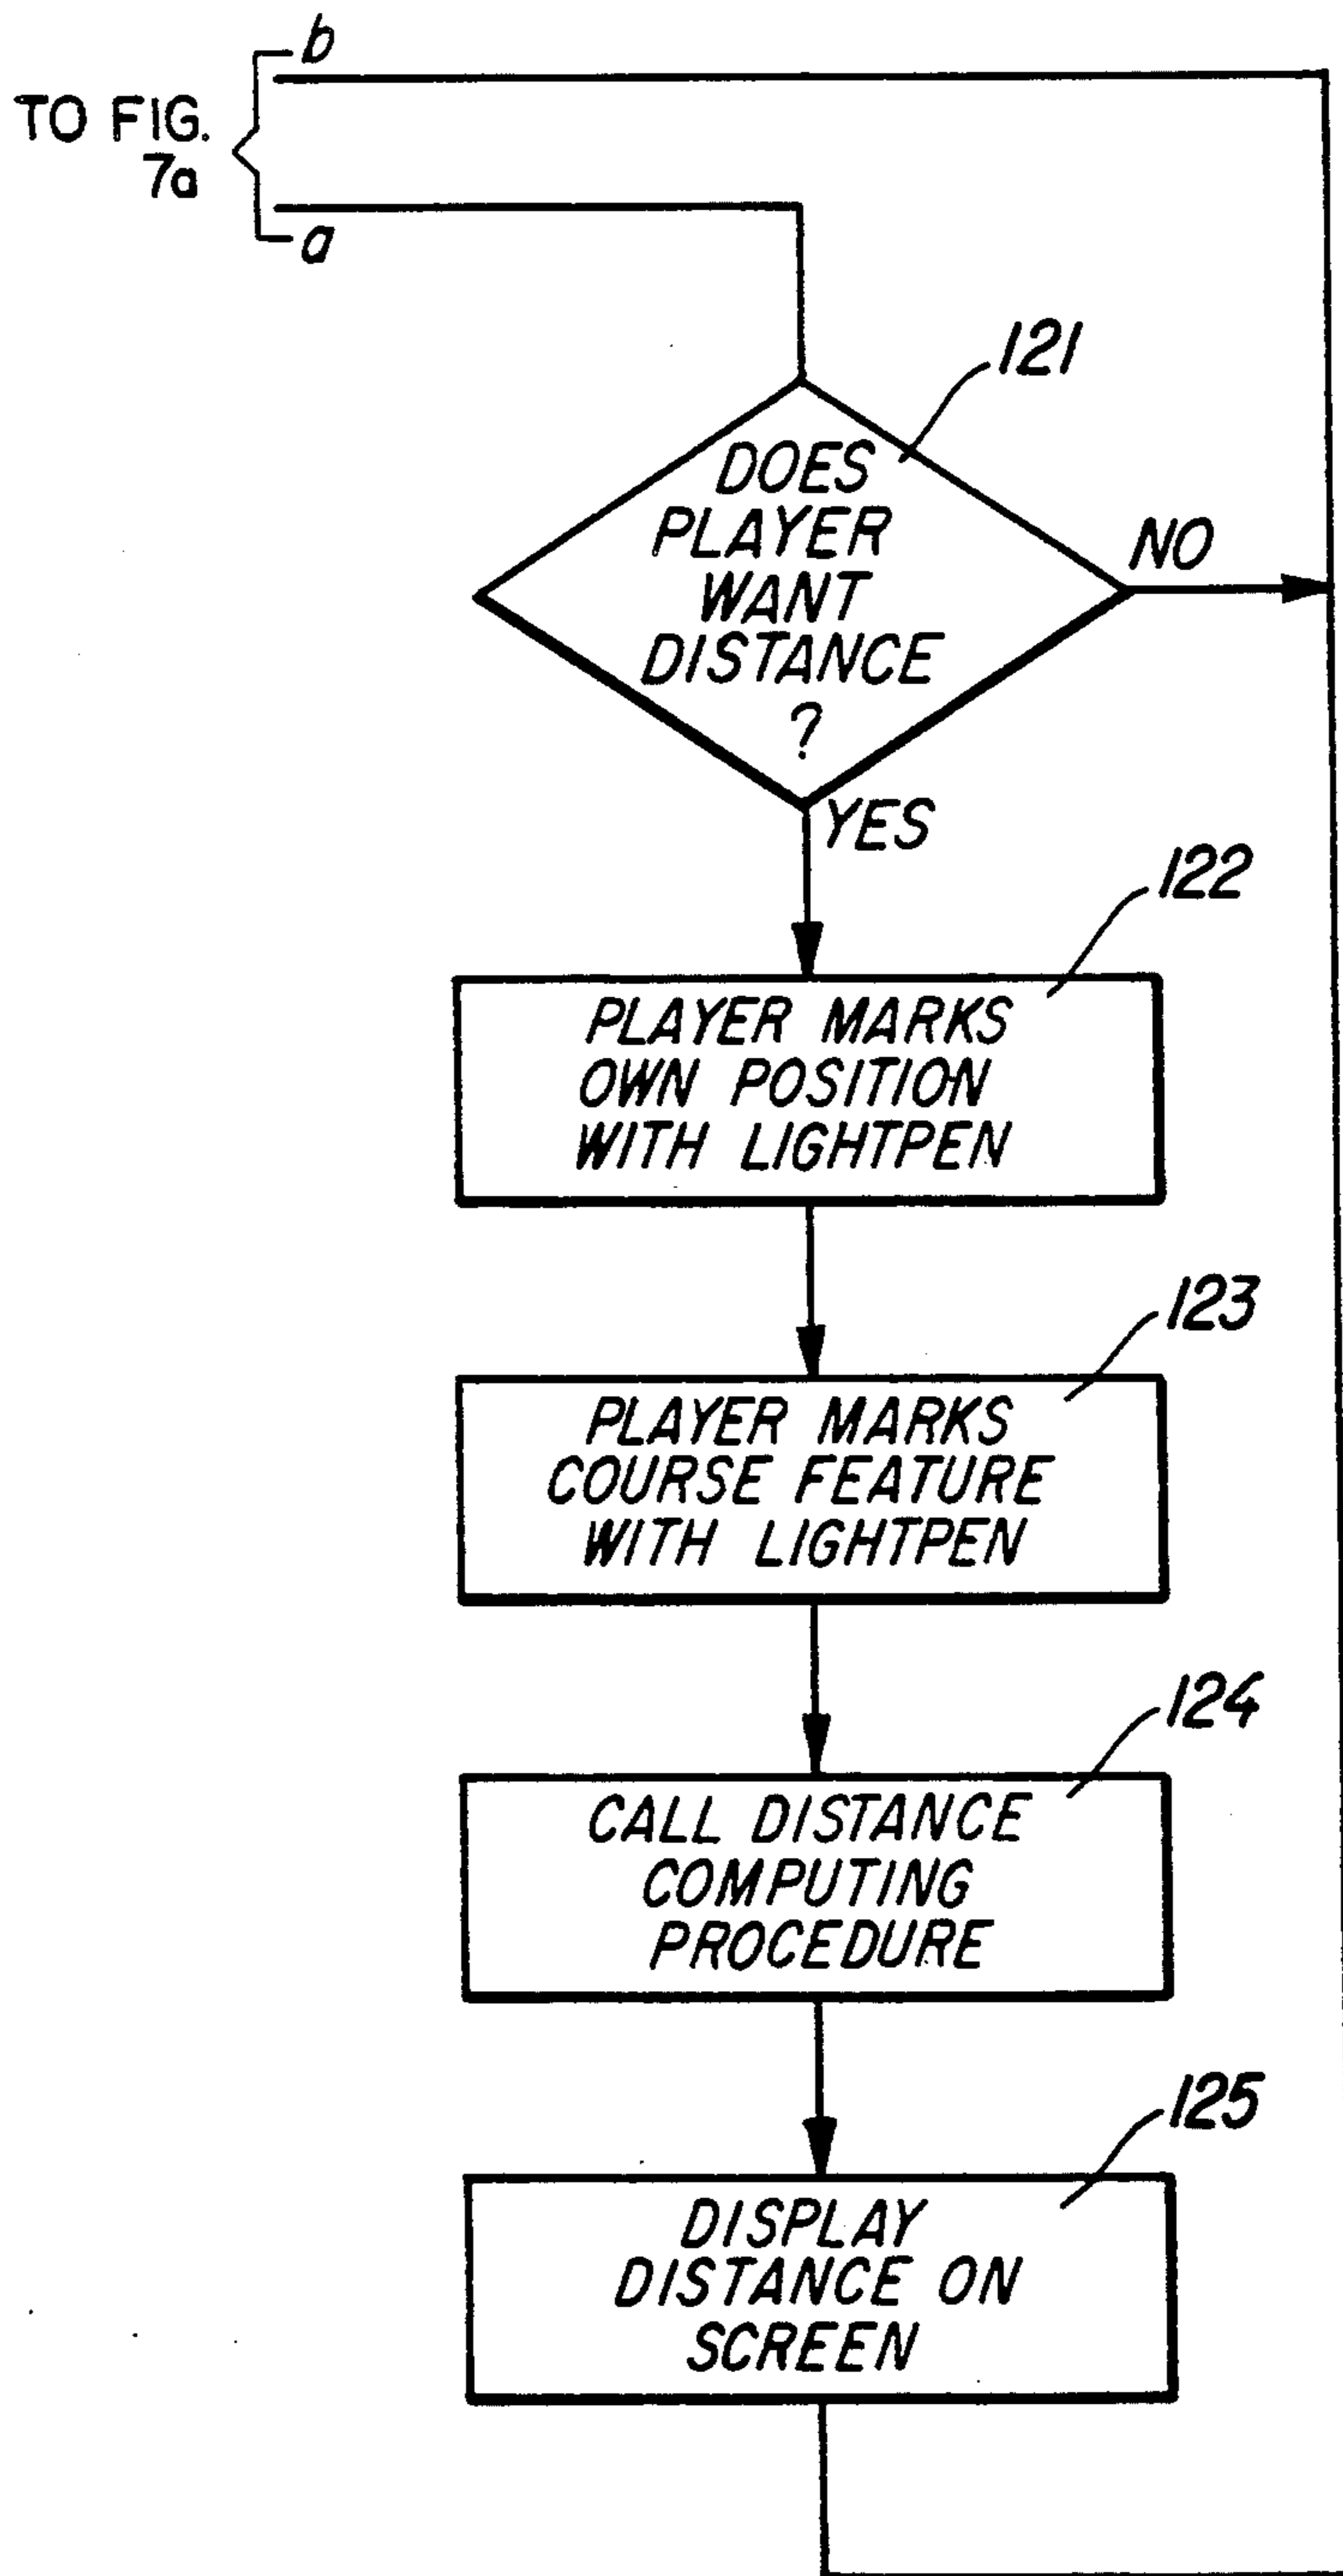 b
TO FIG.
7a
a
121
DOES
PLAYER
WANT
DISTANCE
?
NO
YES
122
PLAYER MARKS
OWN POSITION
WITH LIGHTPEN
123
PLAYER MARKS
COURSE FEATURE
WITH LIGHTPEN
124
CALL DISTANCE
COMPUTING
PROCEDURE
125
DISPLAY
DISTANCE ON
SCREEN